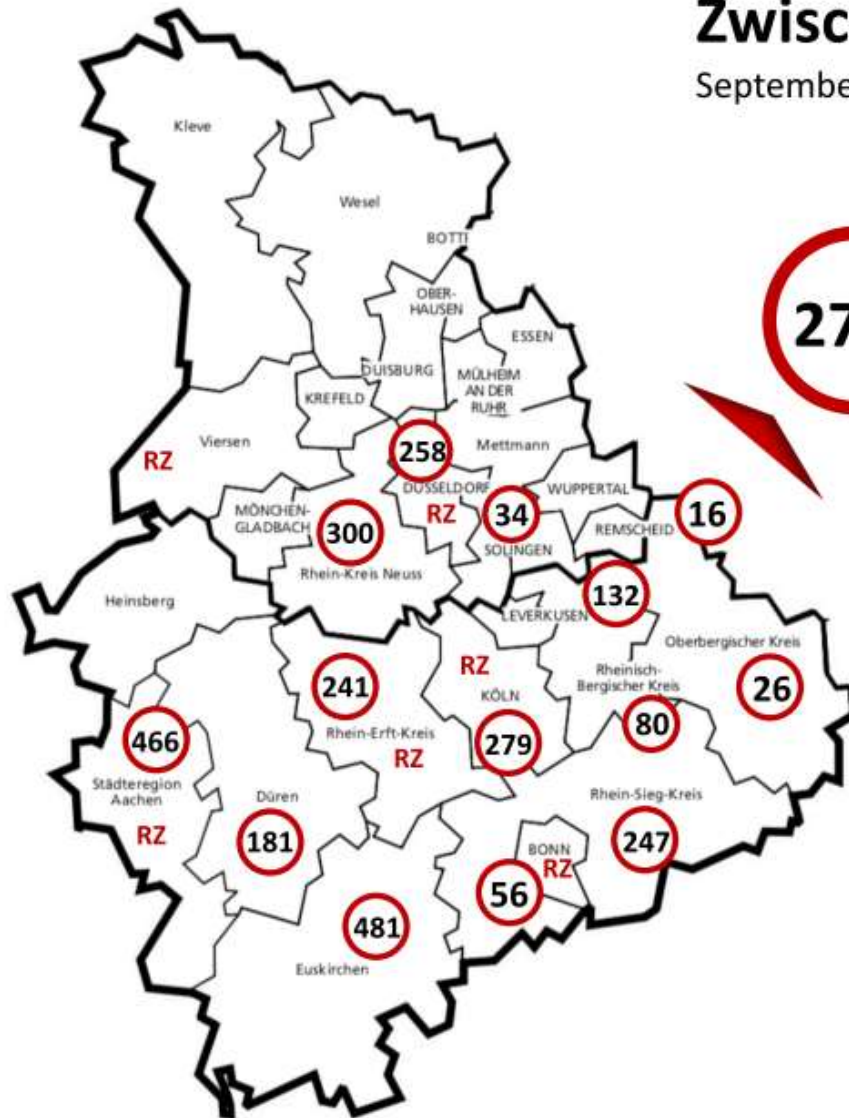 Zwisc
Septembe
Kleve
Wesel
BOTT
27
OBER-
HAUSEN
ESSEN
DUISBURG
MÜLHEIM
AN DER
RUHR
KREFELD
Viersen
RZ
258
Mettmann
DÜSSELDORF
RZ
WUPPERTAL
MÖNCHEN-
GLADBACH
300
34
16
REMSCHEID
SOLINGEN
Rhein-Kreis Neuss
Heinsberg
132
LEVERKUSEN
Oberbergischer Kreis
241
RZ
KÖLN
Rheinisch-
Bergischer Kreis
26
466
Rhein-Erft-Kreis
RZ
279
80
Städteregion
Aachen
RZ
Düren
181
Rhein-Sieg-Kreis
247
BONN
RZ
56
481
Euskirchen